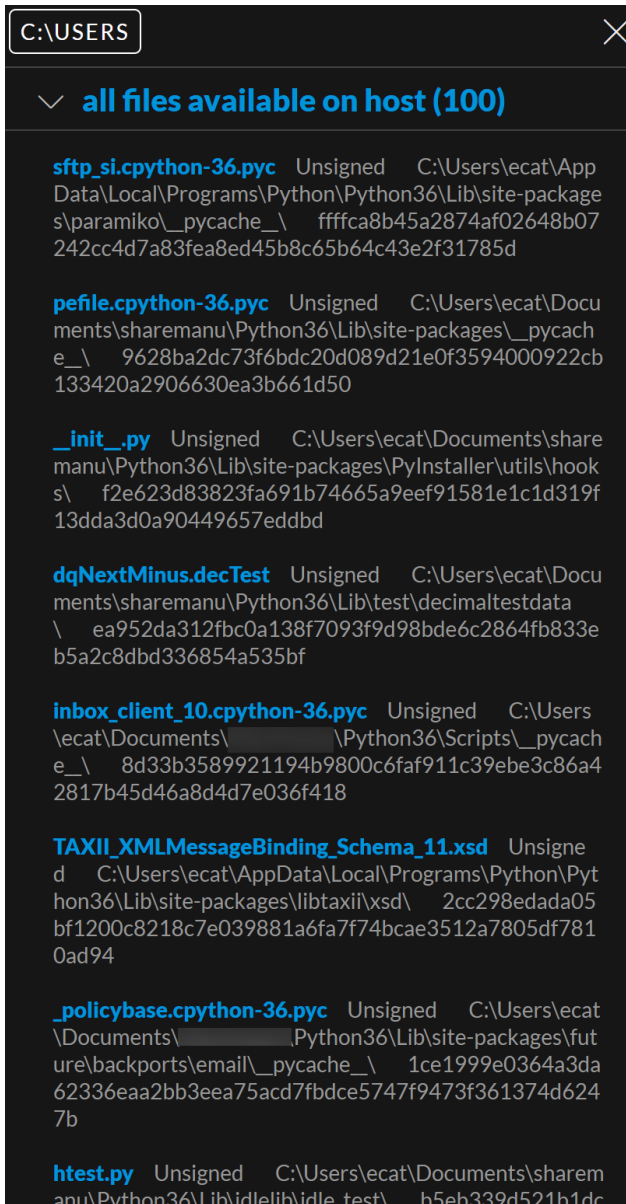 C:\USERS
all files available on host (100)
sftp_si.cpython-36.pyc Unsigned C:\Users\ecat\App
Data\Local\Programs\Python\Python36\Lib\site-package
s\paramiko\__pycache__\ ffffca8b45a2874af02648b07
242cc4d7a83fea8ed45b8c65b64c43e2f31785d
pefile.cpython-36.pyc Unsigned C:\Users\ecat\Docu
ments\sharemanu\Python36\Lib\site-packages\__pycach
e__\ 9628ba2dc73f6bdc20d089d21e0f3594000922cb
133420a2906630ea3b661d50
__init__.py Unsigned C:\Users\ecat\Documents\share
manu\Python36\Lib\site-packages\PyInstaller\utils\hook
s\ f2e623d83823fa691b74665a9eef91581e1c1d319f
13dda3d0a90449657eddbd
dqNextMinus.decTest Unsigned C:\Users\ecat\Docu
ments\sharemanu\Python36\Lib\test\decimaltestdata
\ ea952da312fbc0a138f7093f9d98bde6c2864fb833e
b5a2c8dbd336854a535bf
inbox_client_10.cpython-36.pyc Unsigned C:\Users
\ecat\Documents\ \Python36\Scripts\__pycach
e__\ 8d33b3589921194b9800c6faf911c39ebe3c86a4
2817b45d46a8d4d7e036f418
TAXII_XMLMessageBinding_Schema_11.xsd Unsigne
d C:\Users\ecat\AppData\Local\Programs\Python\Pyt
hon36\Lib\site-packages\libtaxii\xsd\ 2cc298edada05
bf1200c8218c7e039881a6fa7f74bcae3512a7805df781
0ad94
_policybase.cpython-36.pyc Unsigned C:\Users\ecat
\Documents\ \Python36\Lib\site-packages\fut
ure\backports\email\__pycache__\ 1ce1999e0364a3da
62336eaa2bb3eea75acd7fbdce5747f9473f361374d624
7b
htest.py Unsigned C:\Users\ecat\Documents\sharem
anu\Python36\Lib\idlelib\idle_test\ b5eb339d521b1dc